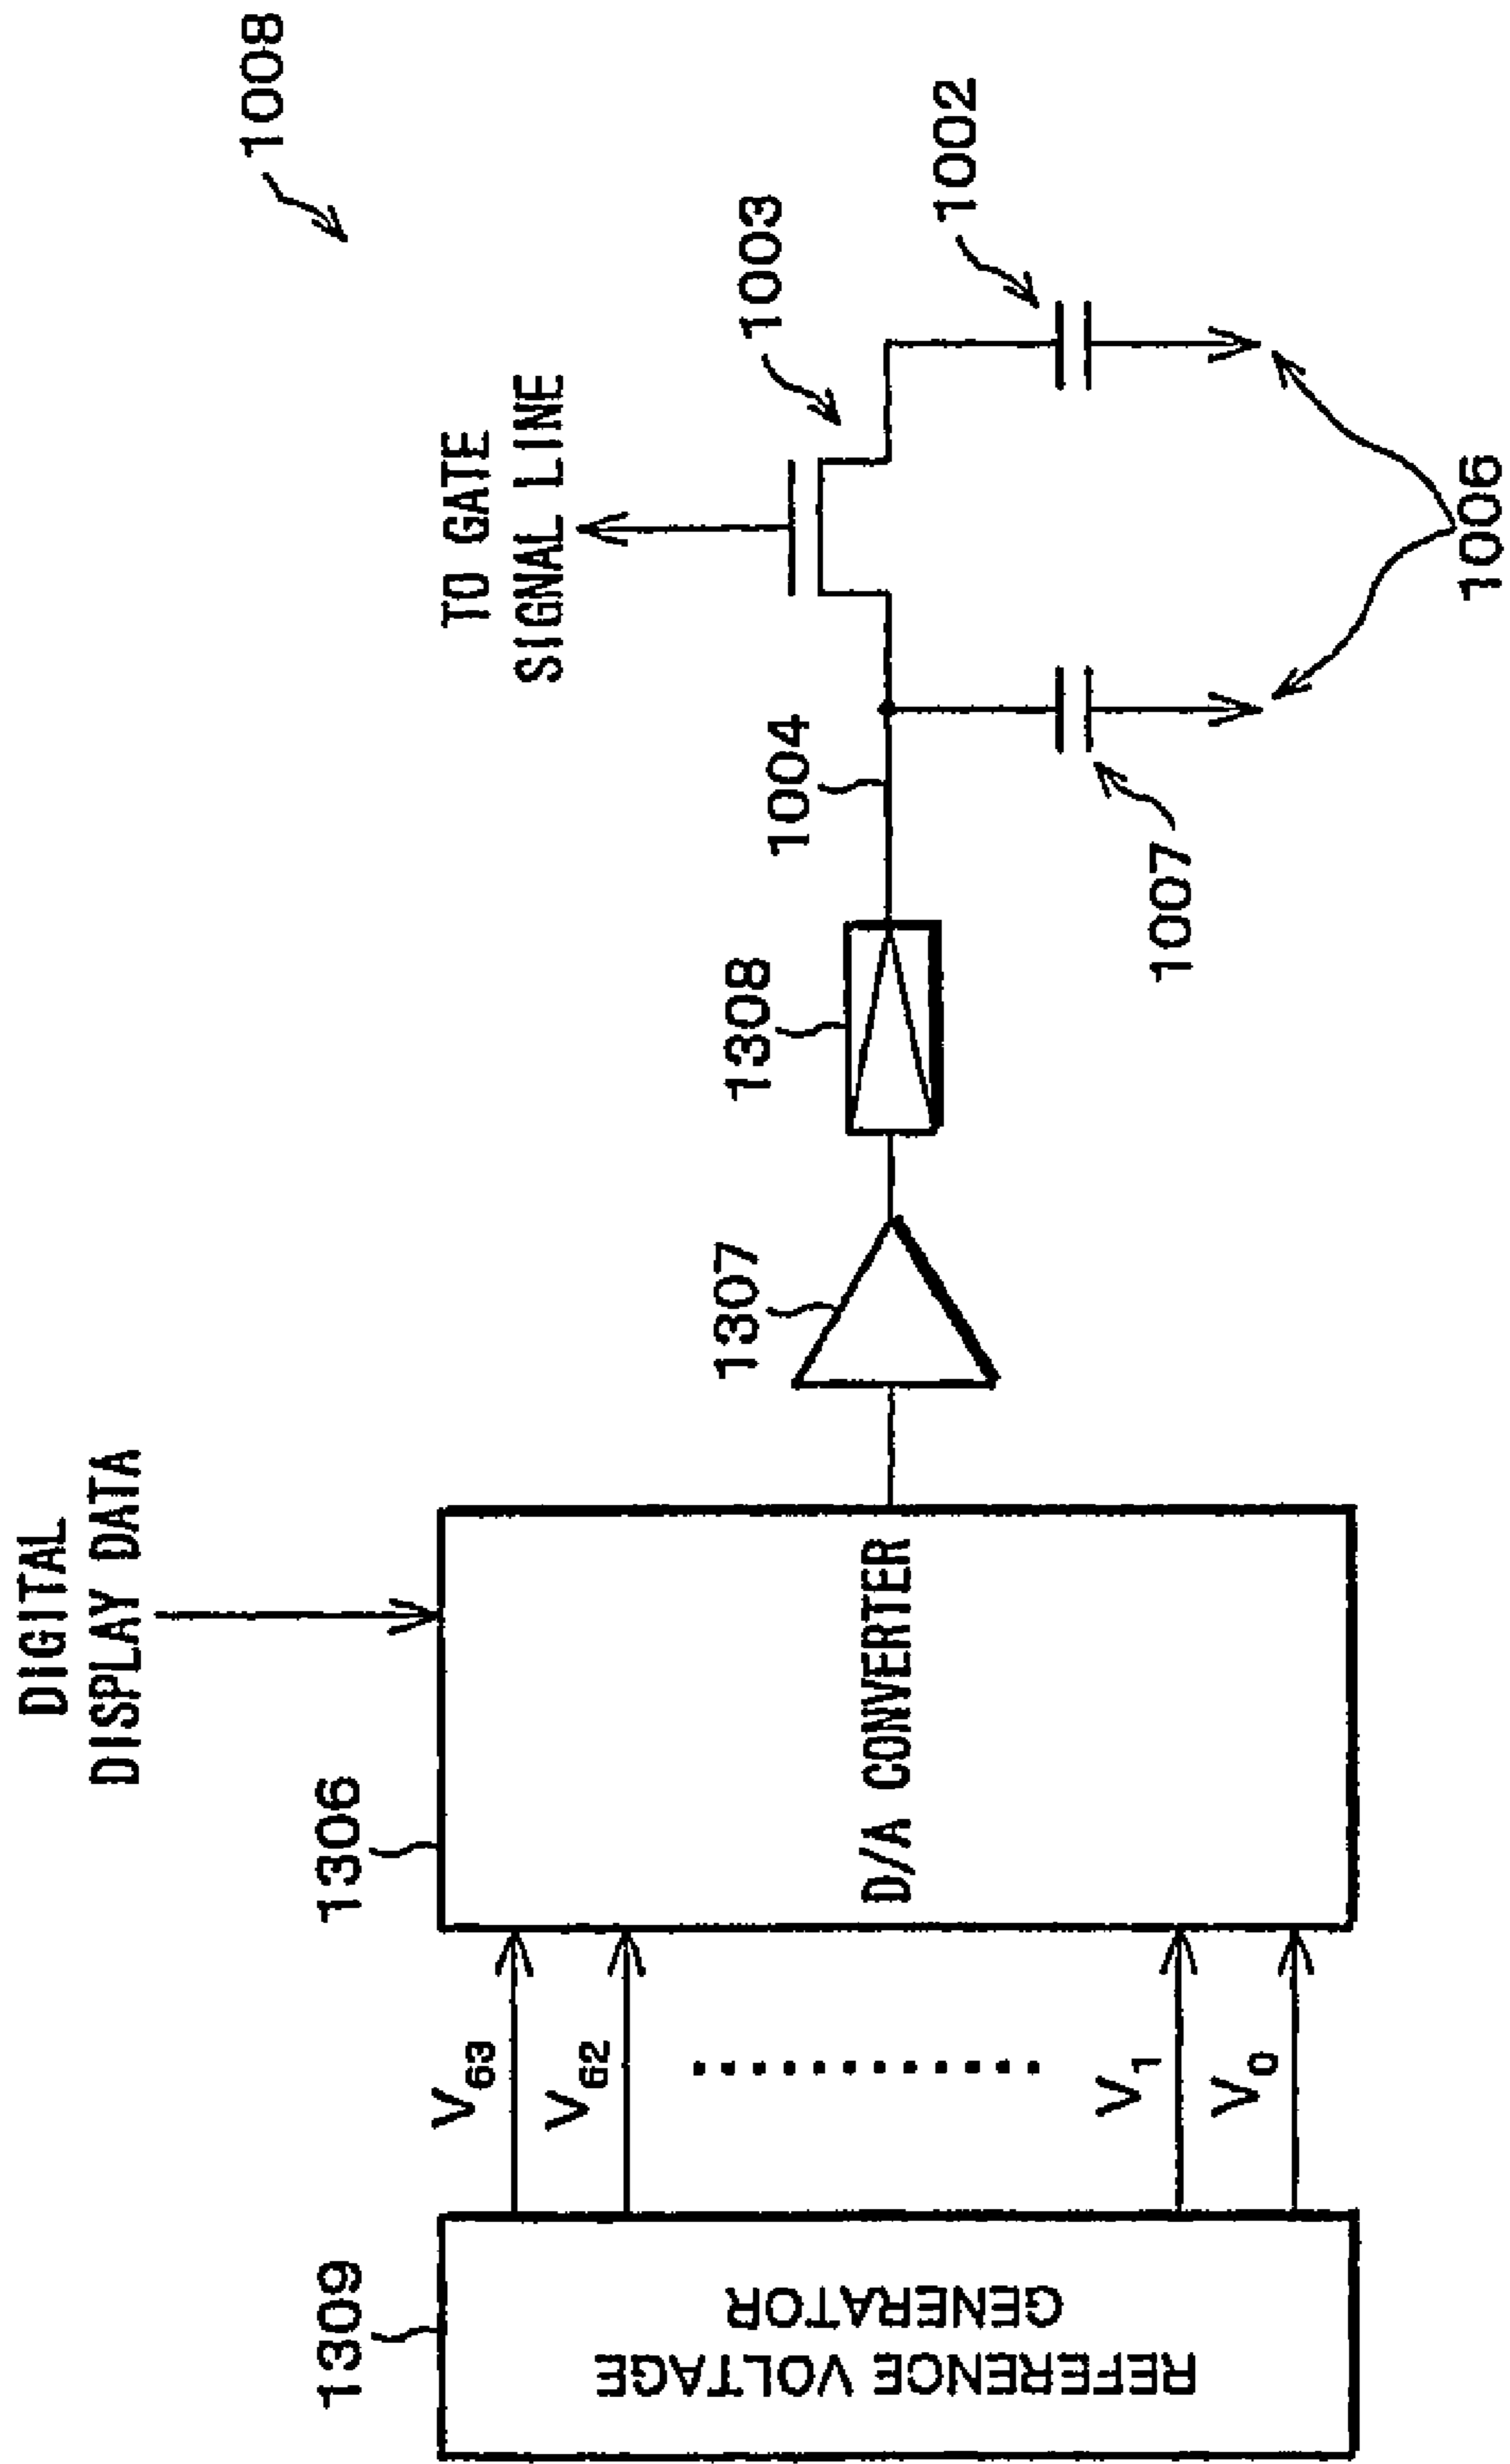 1008
DIGITAL
DISPLAY DATA
TO GATE
SIGNAL LINE
1309
1306
1307
1308
1004
1003
1002
V63
V62
............
V1
V0
REFERENCE VOLTAGE
GENERATOR
D/A CONVERTER
1007
1006